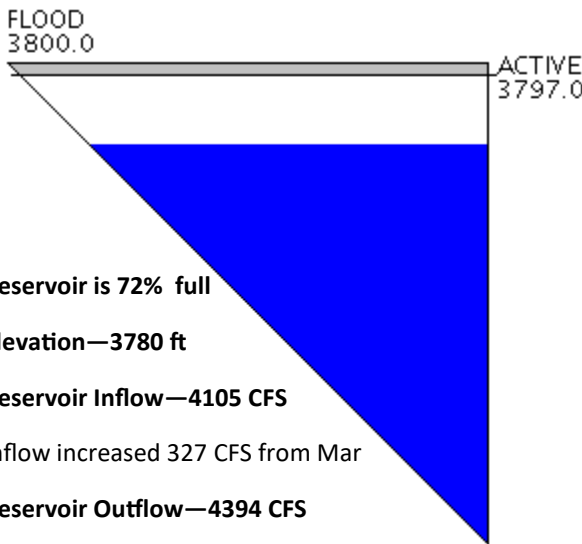 FLOOD
3800.0
ACTIVE
3797.0
eservoir is 72% full
levation—3780 ft
eservoir Inflow—4105 CFS
nflow increased 327 CFS from Mar
eservoir Outflow—4394 CFS